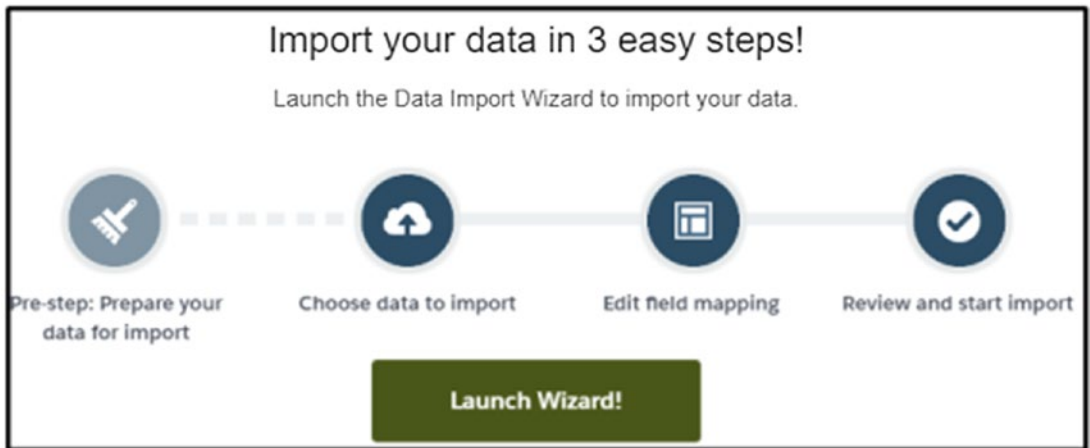 Import your data in 3 easy steps!
Launch the Data Import Wizard to import your data.
Pre-step: Prepare your
data for import
Choose data to import
Edit field mapping
Review and start import
Launch Wizard!